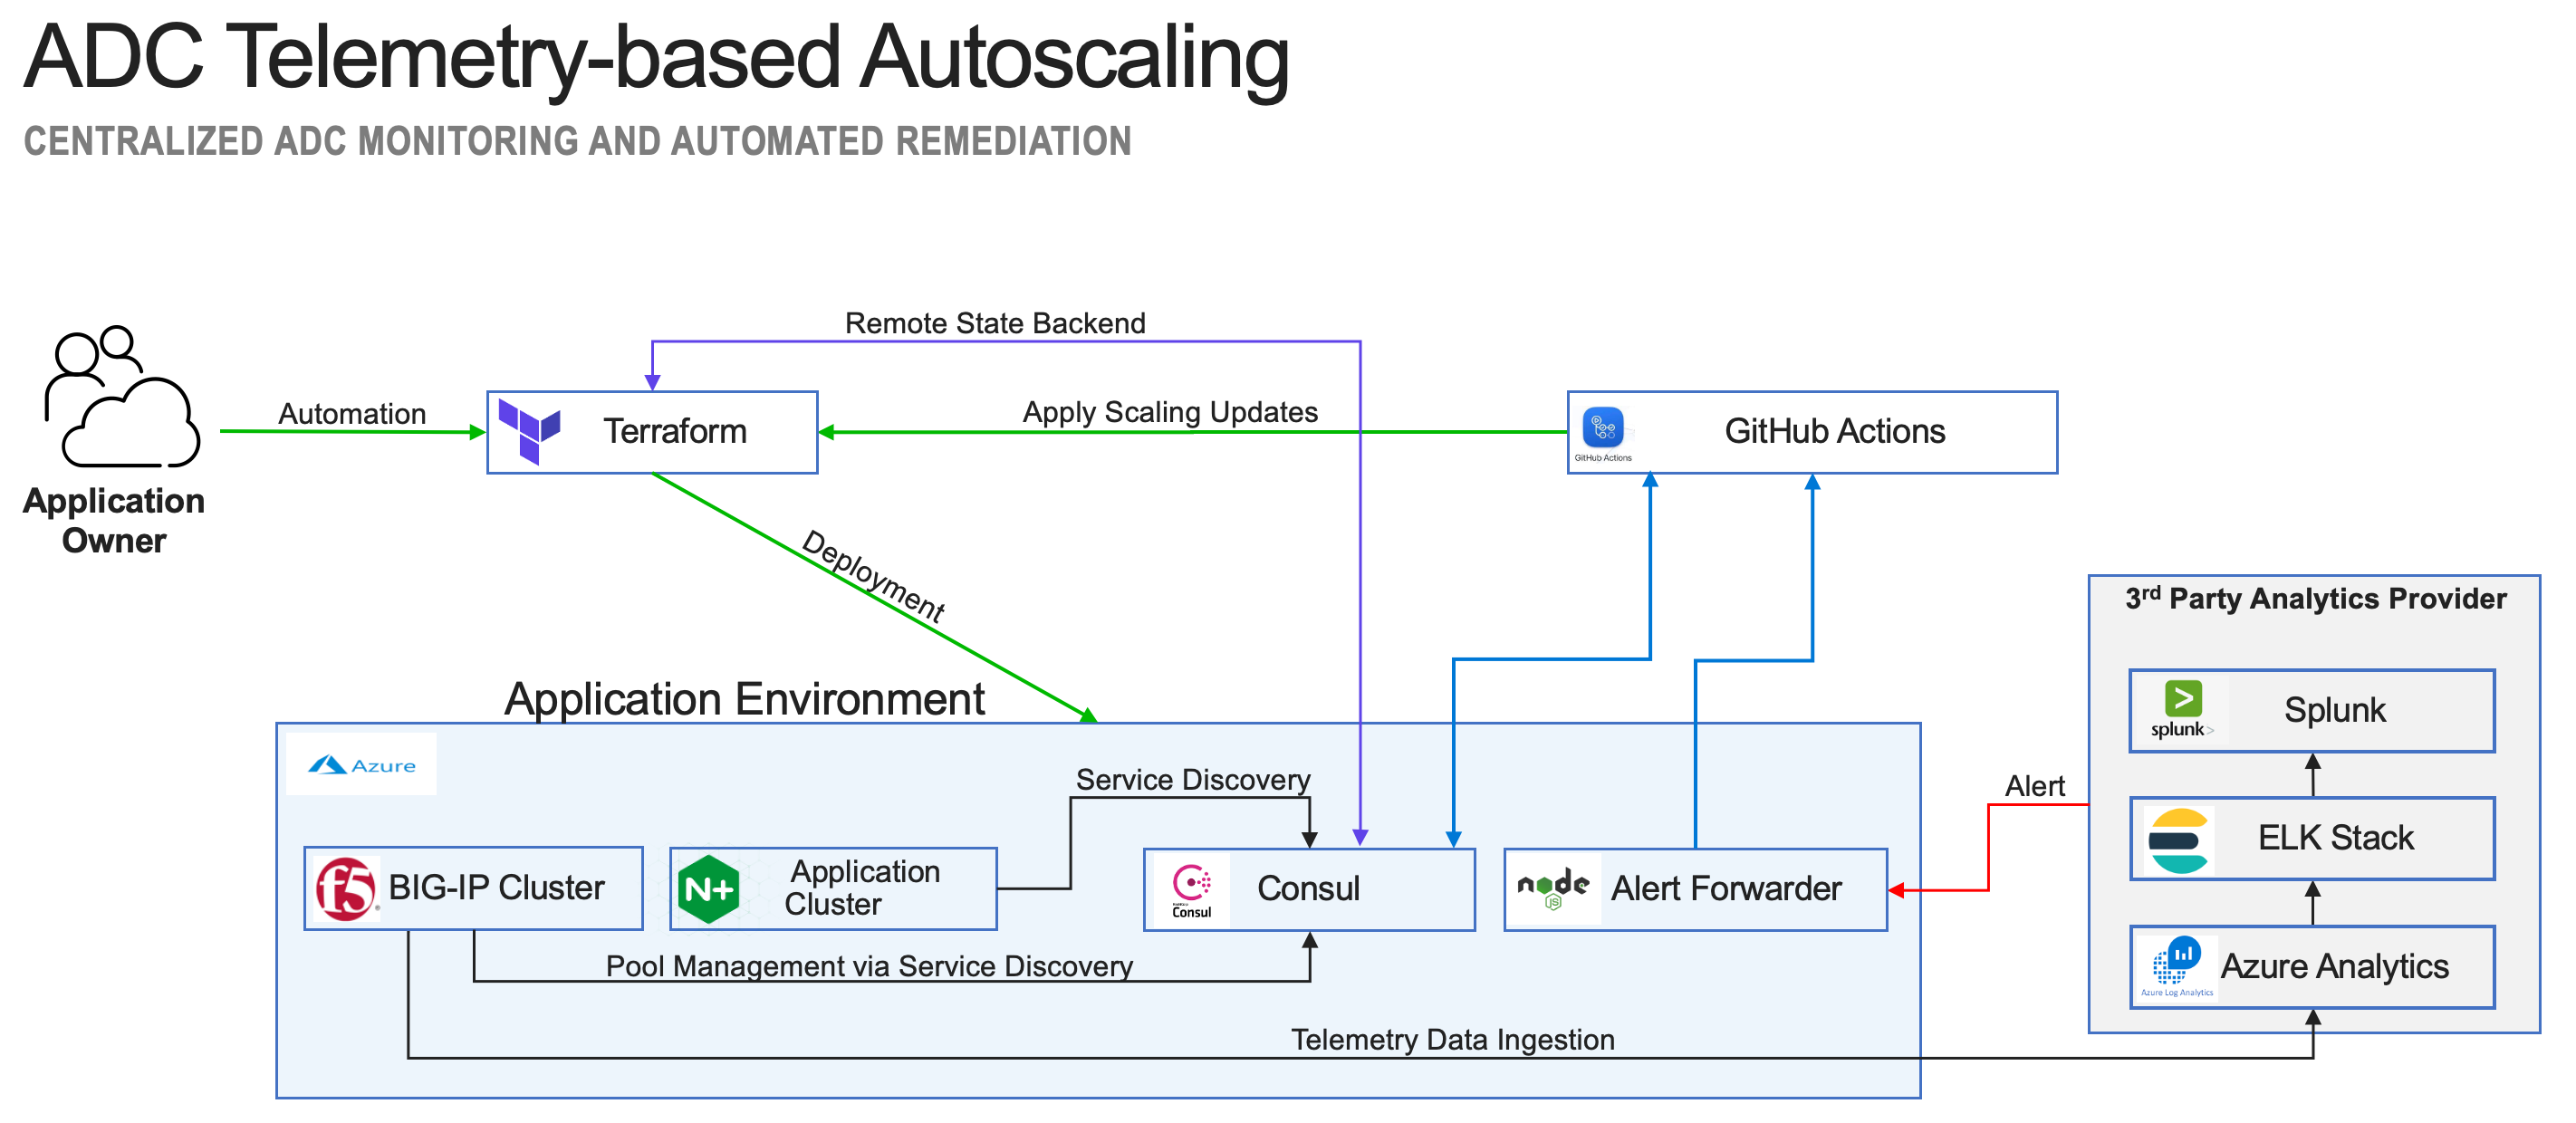 ADC Telemetry-based Autoscaling
CENTRALIZED ADC MONITORING AND AUTOMATED REMEDIATION
Remote State Backend
Automation
Terraform
Apply Scaling Updates
GitHub Actions
GitHub Actions
Application
Owner
Deployment
3rd Party Analytics Provider
Application Environment
Azure
Splunk
splunk>
Service Discovery
Alert
ELK Stack
f5
BIG-IP Cluster
N+
Application
Cluster
Consul
Consul
node
JS
Alert Forwarder
Pool Management via Service Discovery
Azure Analytics
Azure Log Analytics
Telemetry Data Ingestion